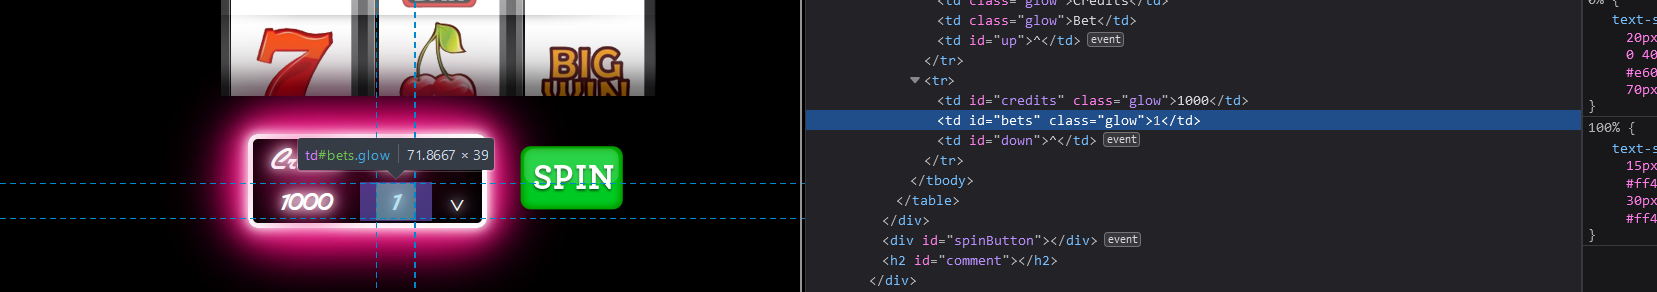 <td class="glow">Credits</td>
<td class="glow">Bet</td>
<td id="up">^</td> event
</tr>
<tr>
<td id="credits" class="glow">1000</td>
<td id="bets" class="glow">1</td>
<td id="down">^</td> event
</tr>
</tbody>
</table>
</div>
<div id="spinButton"></div> event
<h2 id="comment"></h2>
</div>
7
BIG
WIN
td#bets.glow 71.8667 × 39
Cr
1000 1 v
SPIN
0% {
text-s
20px
0 40
#e60
70px
}
100% {
text-s
15px
#ff4
30px
#ff4
}